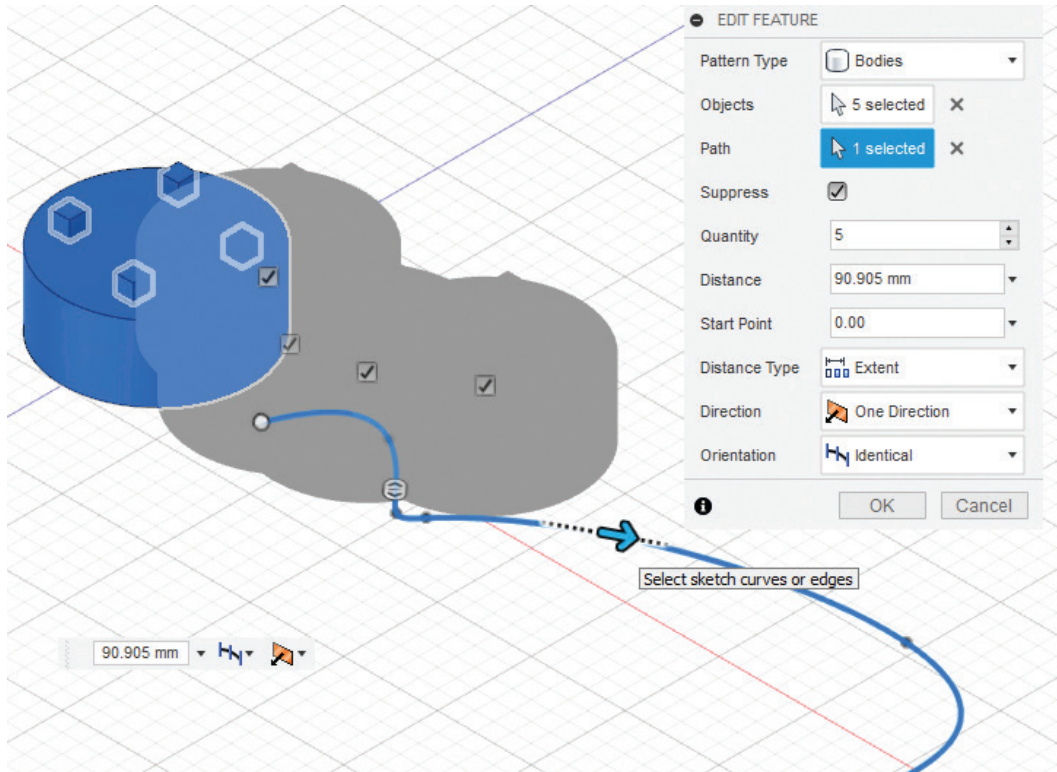 EDIT FEATURE
Pattern Type Bodies
Objects 5 selected
Path 1 selected
Suppress
Quantity 5
Distance 90.905 mm
Start Point 0.00
Distance Type Extent
Direction One Direction
Orientation Identical
OK Cancel
Select sketch curves or edges
90.905 mm